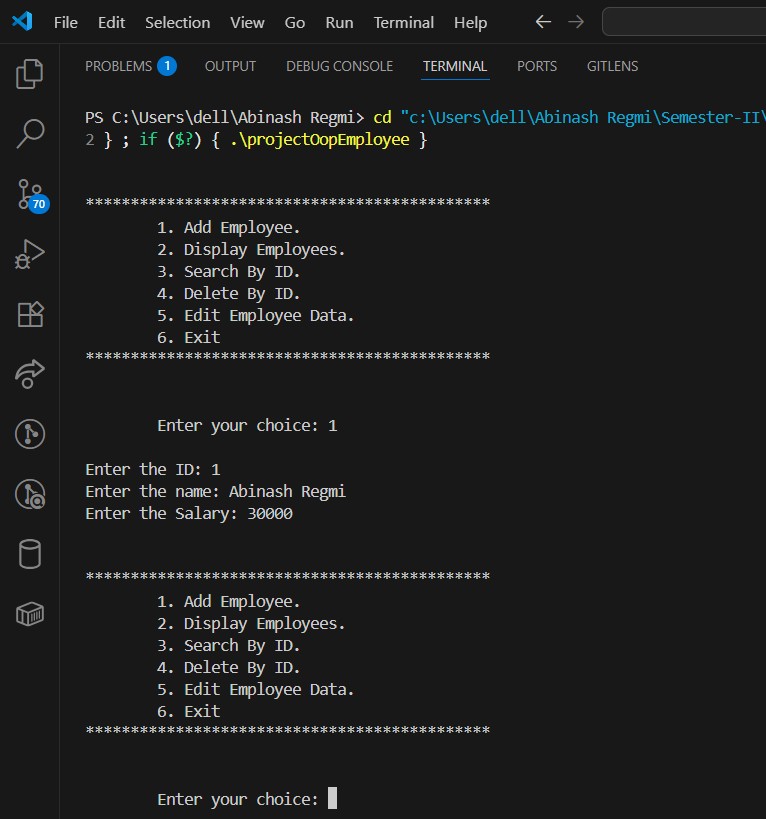 File Edit Selection View Go Run Terminal Help
PROBLEMS 1 OUTPUT DEBUG CONSOLE TERMINAL PORTS GITLENS
PS C:\Users\dell\Abinash Regmi> cd "c:\Users\dell\Abinash Regmi\Semester-II\
2 } ; if ($?) { .\projectOopEmployee }
70
*********************************************
1. Add Employee.
2. Display Employees.
3. Search By ID.
4. Delete By ID.
5. Edit Employee Data.
6. Exit
*********************************************
Enter your choice: 1
Enter the ID: 1
Enter the name: Abinash Regmi
Enter the Salary: 30000
*********************************************
1. Add Employee.
2. Display Employees.
3. Search By ID.
4. Delete By ID.
5. Edit Employee Data.
6. Exit
*********************************************
Enter your choice: